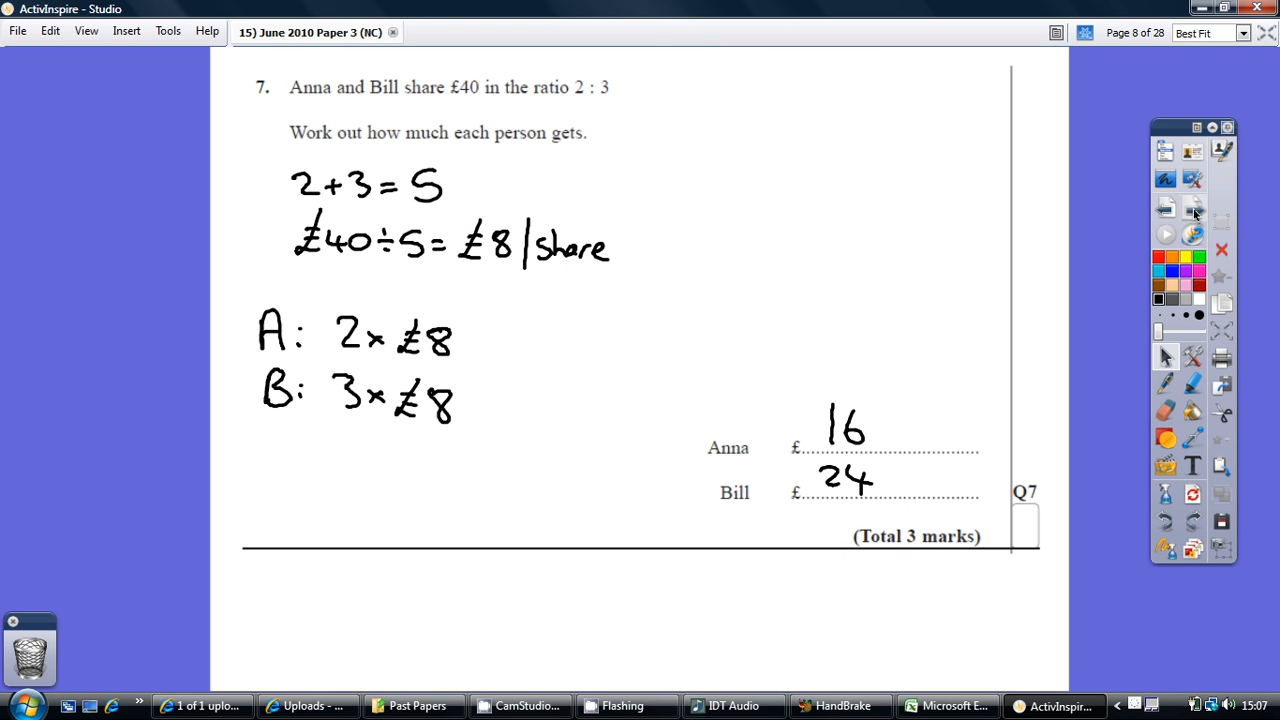 ActivInspire - Studio
File Edit View Insert Tools Help
15) June 2010 Paper 3 (NC)
Page 8 of 28
Best Fit
7. Anna and Bill share £40 in the ratio 2 : 3
Work out how much each person gets.
2+3=5
£40÷5=£8/share
A: 2×£8
B: 3×£8
Anna £16
Bill £24
Q7
(Total 3 marks)
1 of 1 uplo...
Uploads - ...
Past Papers
CamStudio...
Flashing
IDT Audio
HandBrake
Microsoft E...
ActivInspir...
15:07